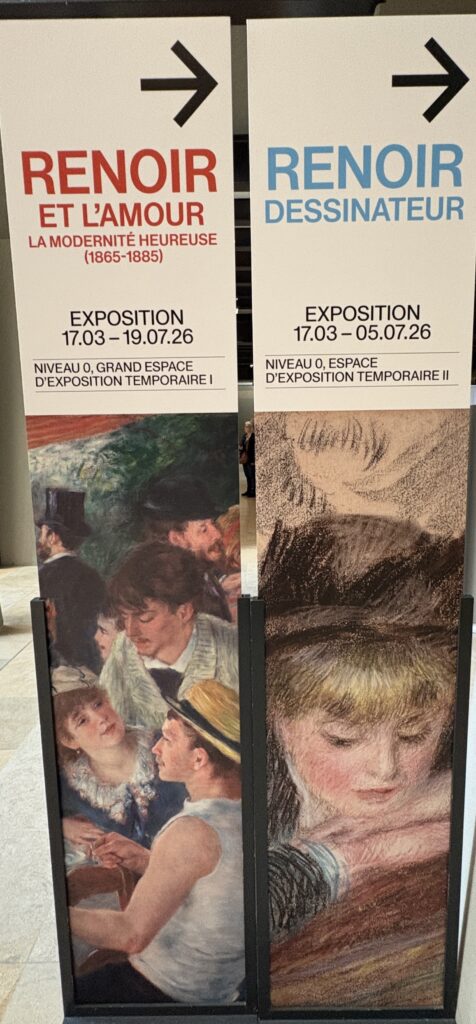 RENOIR
ET L'AMOUR
LA MODERNITÉ HEUREUSE
(1865-1885)
EXPOSITION
17.03 – 19.07.26
NIVEAU 0, GRAND ESPACE
D'EXPOSITION TEMPORAIRE I
RENOIR
DESSINATEUR
EXPOSITION
17.03 – 05.07.26
NIVEAU 0, ESPACE
D'EXPOSITION TEMPORAIRE II